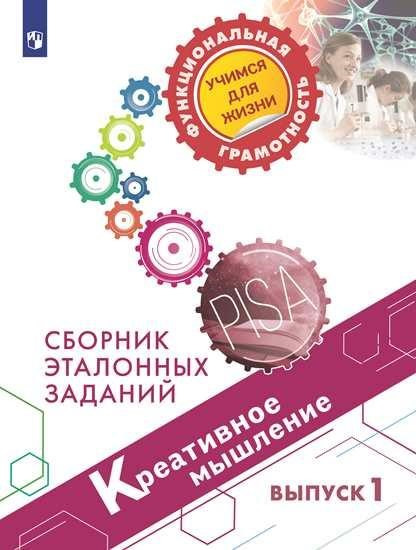 ФУНКЦИОНАЛЬНАЯ
УЧИМСЯ
ДЛЯ
ЖИЗНИ
ГРАМОТНОСТЬ
PISA
СБОРНИК
ЭТАЛОННЫХ
ЗАДАНИЙ
Креативное
мышление
ВЫПУСК 1